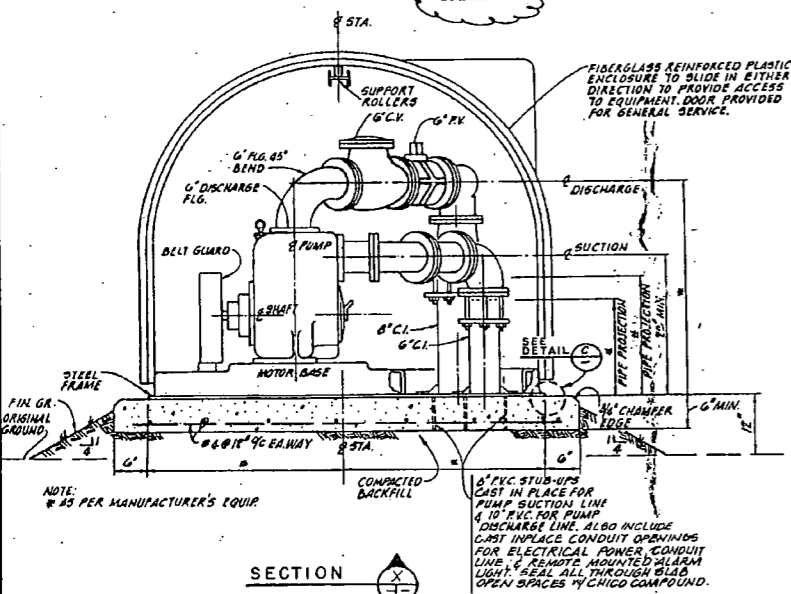 ℄ STA.
FIBERGLASS REINFORCED PLASTIC
ENCLOSURE TO SLIDE IN EITHER
DIRECTION TO PROVIDE ACCESS
TO EQUIPMENT. DOOR PROVIDED
FOR GENERAL SERVICE.
SUPPORT
ROLLERS
6" C.V.
6" P.V.
6" FLG. 45°
BEND
6" DISCHARGE
FLG.
℄ DISCHARGE
BELT GUARD
℄ PUMP
℄ SUCTION
℄ SHAFT
8" C.I.
6" C.I.
PIPE PROJECTION
*
PIPE PROJECTION
MIN.
*
SEE
DETAIL
C
MOTOR BASE
STEEL
FRAME
FIN. GR.
ORIGINAL
GROUND
3/4" CHAMFER
EDGE
6" MIN.
12"
1
4
1
4
#4 @ 12" O/C EA. WAY
℄ STA.
6"
*
*
6"
COMPACTED
BACKFILL
NOTE:
* AS PER MANUFACTURER'S EQUIP.
8" P.V.C. STUB-UPS
CAST IN PLACE FOR
PUMP SUCTION LINE
& 10" P.V.C. FOR PUMP
DISCHARGE LINE. ALSO INCLUDE
CAST INPLACE CONDUIT OPENINGS
FOR ELECTRICAL POWER, CONDUIT
LINE, & REMOTE MOUNTED ALARM
LIGHT. SEAL ALL THROUGH SLAB
OPEN SPACES W/ CHICO COMPOUND.
SECTION
X